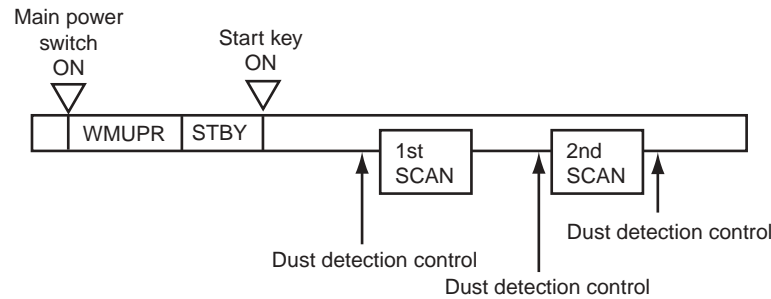 Main power
switch
ON
Start key
ON
WMUPR
STBY
1st
SCAN
2nd
SCAN
Dust detection control
Dust detection control
Dust detection control